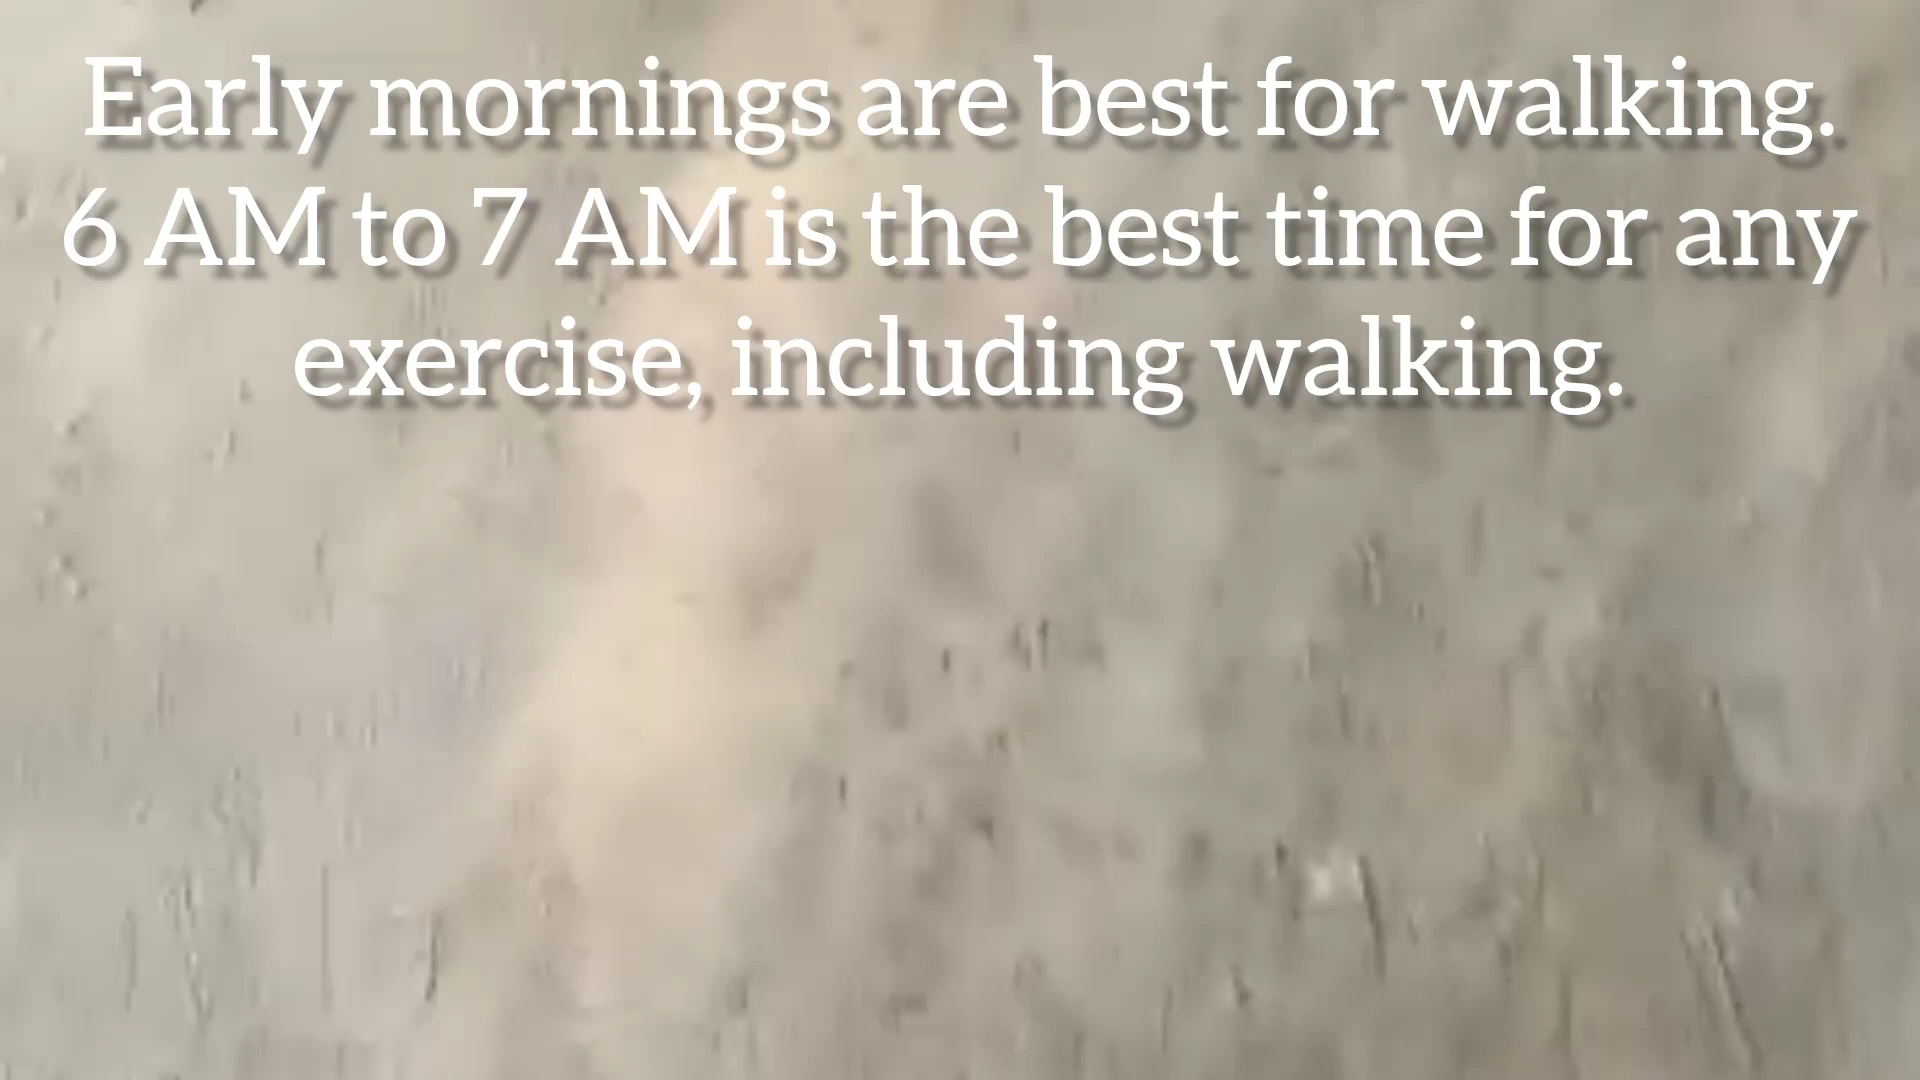 Early mornings are best for walking.
6 AM to 7 AM is the best time for any
exercise, including walking.